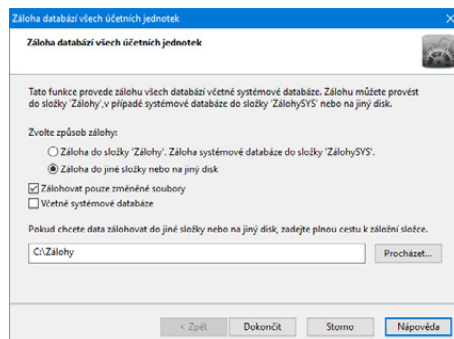 Záloha databází všech účetních jednotek
Záloha databází všech účetních jednotek
Tato funkce provede zálohu všech databází včetně systémové databáze. Zálohu můžete provést
do složky 'Zálohy', v případě systémové databáze do složky 'ZálohySYS' nebo na jiný disk.
Zvolte způsob zálohy:
Záloha do složky 'Zálohy'. Záloha systémové databáze do složky 'ZálohySYS'.
Záloha do jiné složky nebo na jiný disk
Zálohovat pouze změněné soubory
Včetně systémové databáze
Pokud chcete data zálohovat do jiné složky nebo na jiný disk, zadejte plnou cestu k záložní složce.
C:\Zálohy
Procházet...
< Zpět Dokončit Storno Nápověda